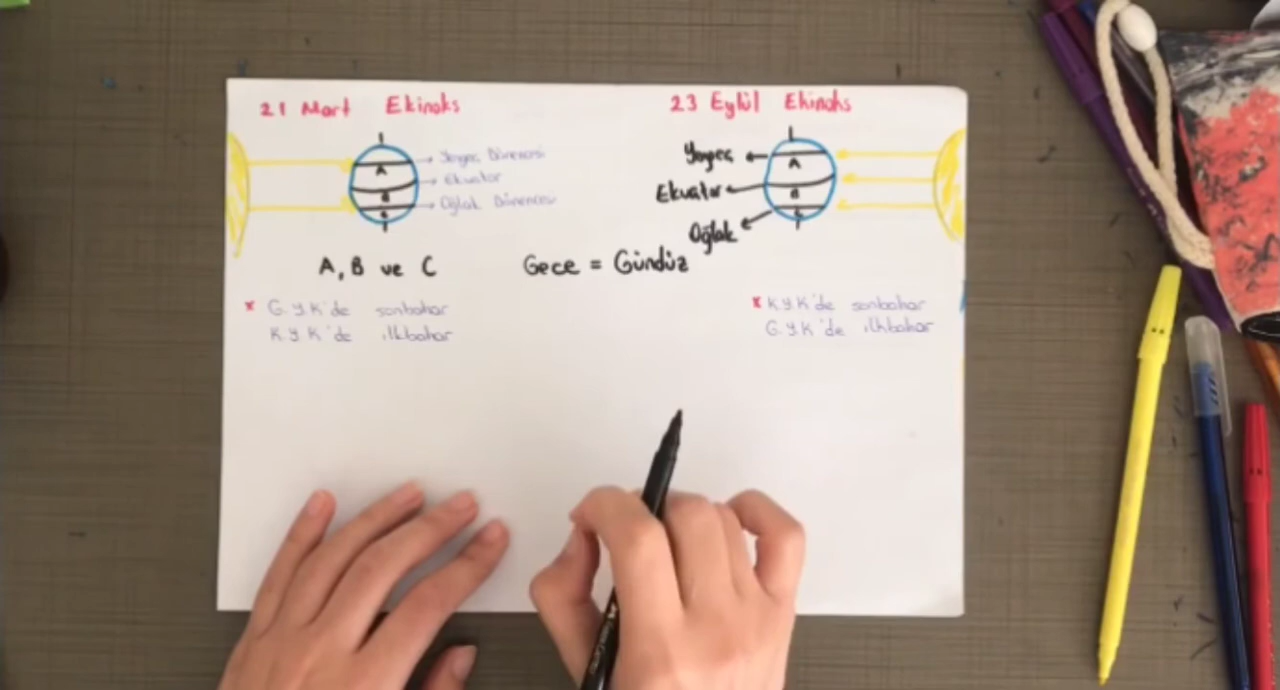 21 Mart Ekinoks
A
B
C
Yengeç Dönencesi
Ekvator
Oğlak Dönencesi
A, B ve C
* G.Y.K'de sonbahar
K.Y.K'de ilkbahar
Gece = Gündüz
23 Eylül Ekinoks
Yengeç
Ekvator
Oğlak
A
B
C
* K.Y.K'de sonbahar
G.Y.K'de ilkbahar